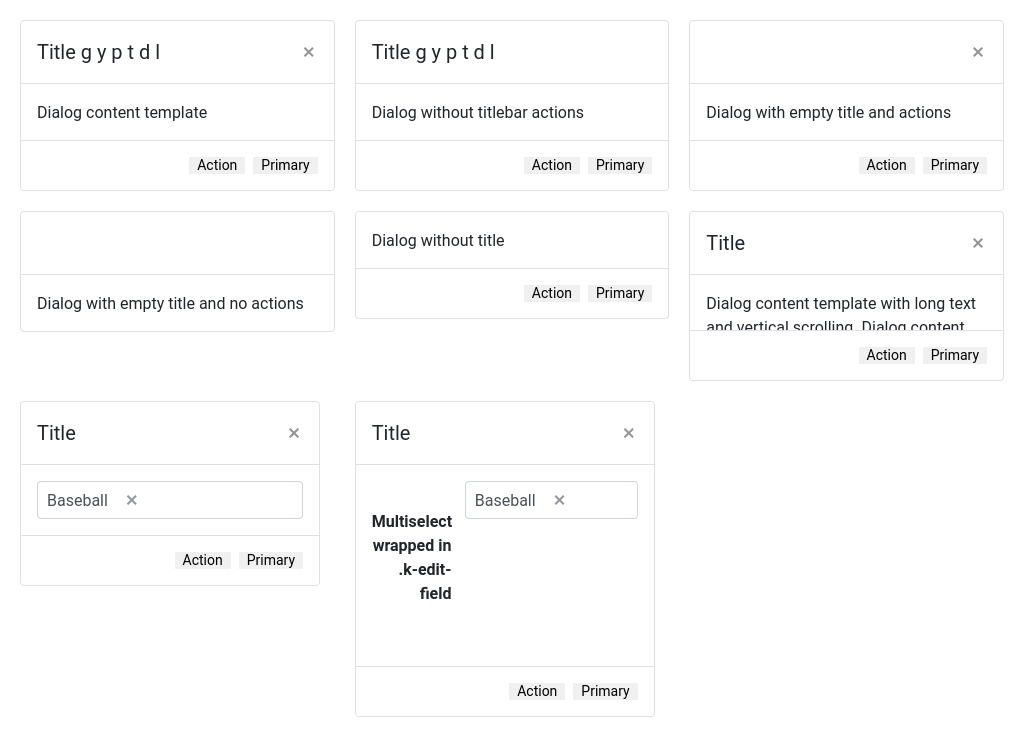 Title g y p t d l ×
Dialog content template
Action Primary
Title g y p t d l
Dialog without titlebar actions
Action Primary
×
Dialog with empty title and actions
Action Primary
Dialog with empty title and no actions
Dialog without title
Action Primary
Title ×
Dialog content template with long text
and vertical scrolling. Dialog content
Action Primary
Title ×
Baseball ×
Action Primary
Title ×
Multiselect
wrapped in
.k-edit-
field
Baseball ×
Action Primary